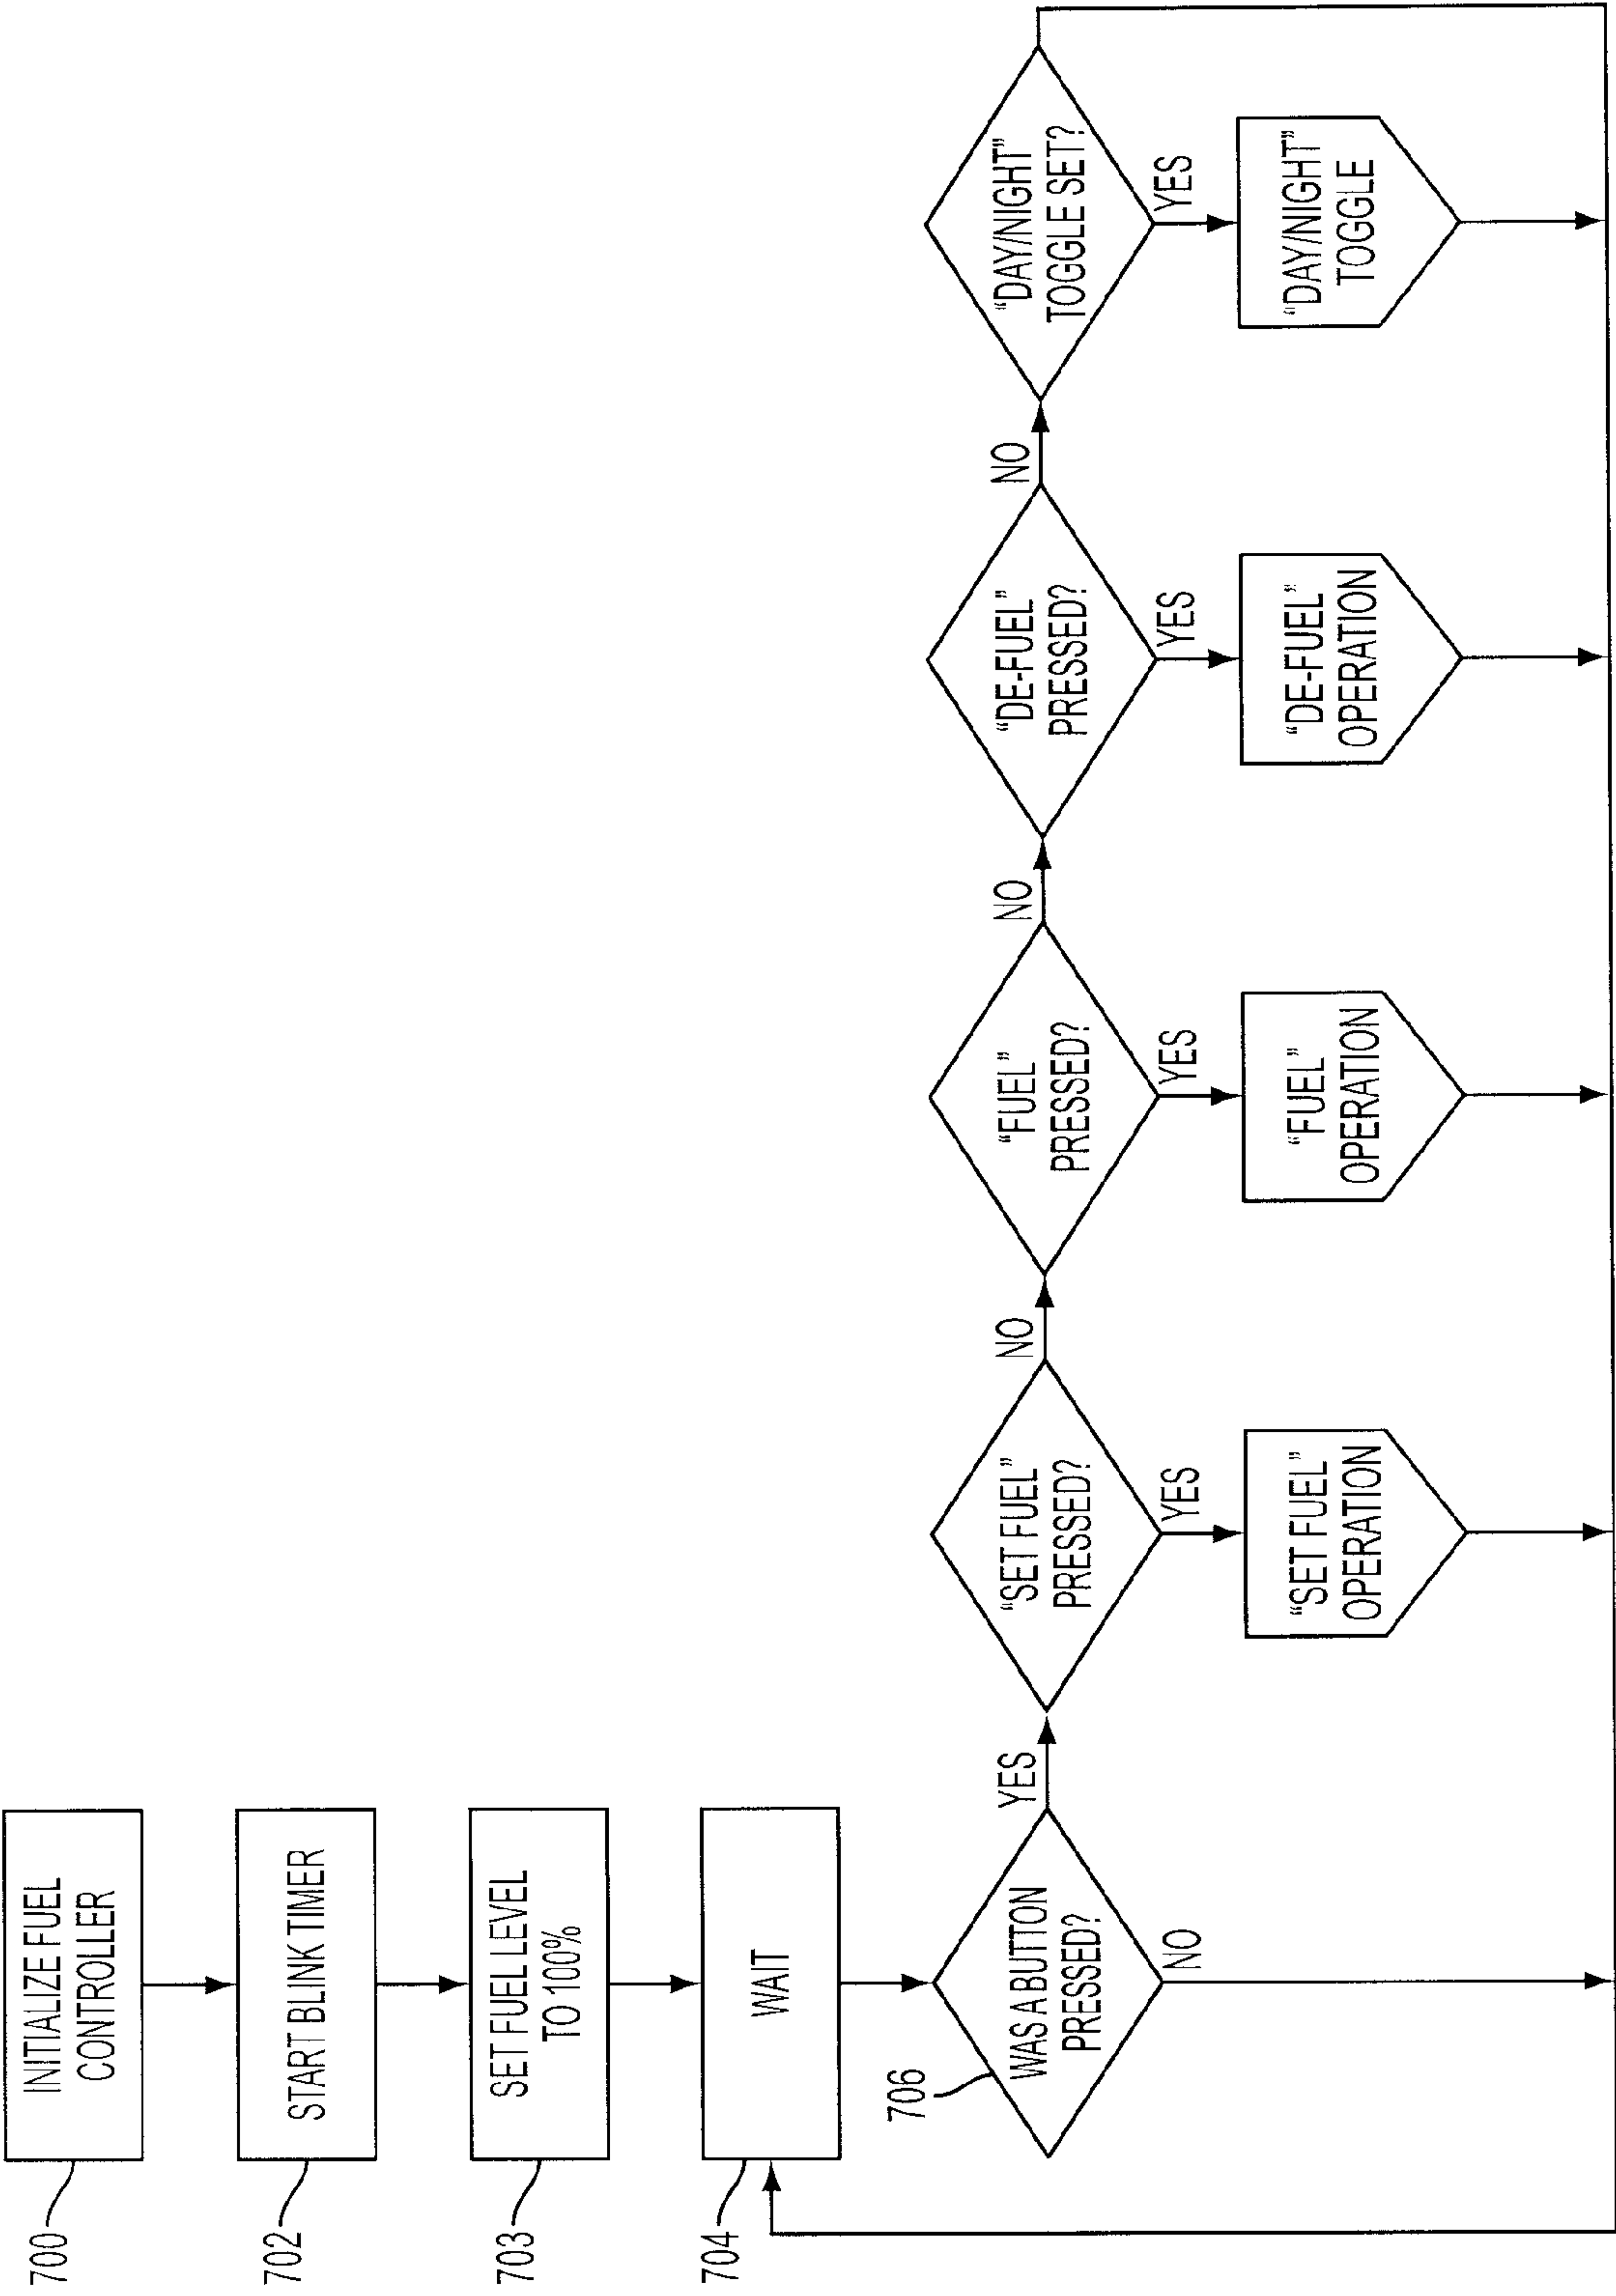 INITIALIZE FUEL
CONTROLLER
700
START BLINK TIMER
702
SET FUEL LEVEL
TO 100%
703
WAIT
704
WAS A BUTTON
PRESSED?
706
YES
NO
“SET FUEL”
PRESSED?
NO
YES
“SET FUEL”
OPERATION
“FUEL”
PRESSED?
NO
YES
“FUEL”
OPERATION
“DE-FUEL”
PRESSED?
NO
YES
“DE-FUEL”
OPERATION
“DAY/NIGHT”
TOGGLE SET?
YES
“DAY/NIGHT”
TOGGLE